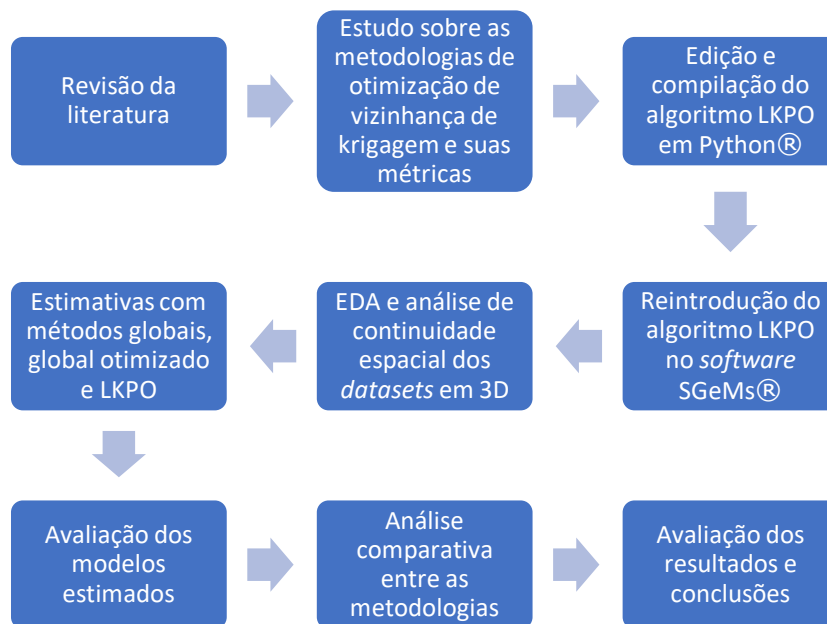 Revisão da
literatura
Estudo sobre as
metodologias de
otimização de
vizinhança de
krigagem e suas
métricas
Edição e
compilação do
algoritmo LKPO
em Python®
Reintrodução do
algoritmo LKPO
no software
SGeMs®
EDA e análise de
continuidade
espacial dos
datasets em 3D
Estimativas com
métodos globais,
global otimizado
e LKPO
Avaliação dos
modelos
estimados
Análise
comparativa
entre as
metodologias
Avaliação dos
resultados e
conclusões